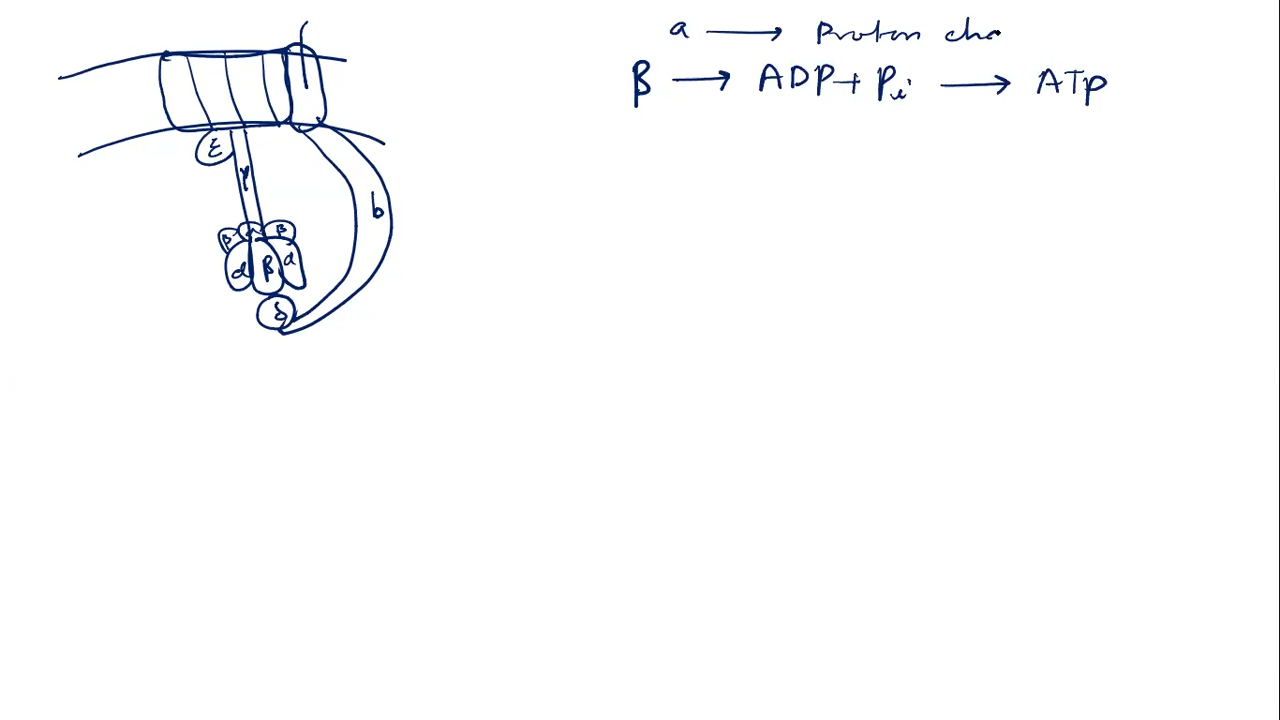 a → Proton cha
β → ADP + Pi → ATP
ε
γ
b
β α β
α β α
δ